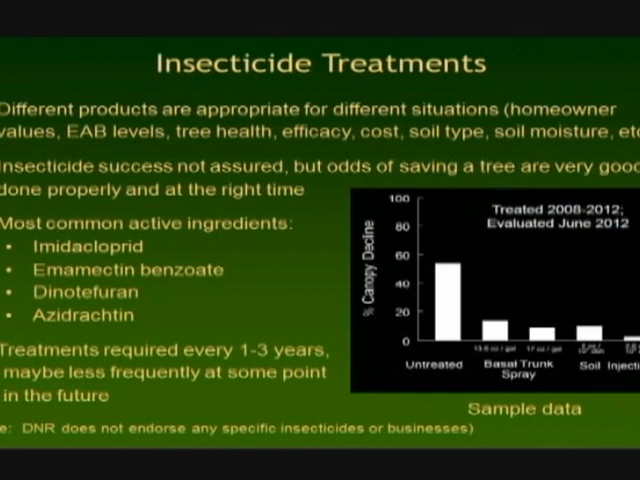 Insecticide Treatments
Different products are appropriate for different situations (homeowner
values, EAB levels, tree health, efficacy, cost, soil type, soil moisture, etc
Insecticide success not assured, but odds of saving a tree are very good
done properly and at the right time
Most common active ingredients:
• Imidacloprid
• Emamectin benzoate
• Dinotefuran
• Azidrachtin
Treatments required every 1-3 years,
maybe less frequently at some point
in the future
e: DNR does not endorse any specific insecticides or businesses)
Treated 2008-2012;
Evaluated June 2012
% Canopy Decline
100
80
60
40
20
0
Untreated
Basal Trunk
Spray
Soil
Injecti
Sample data